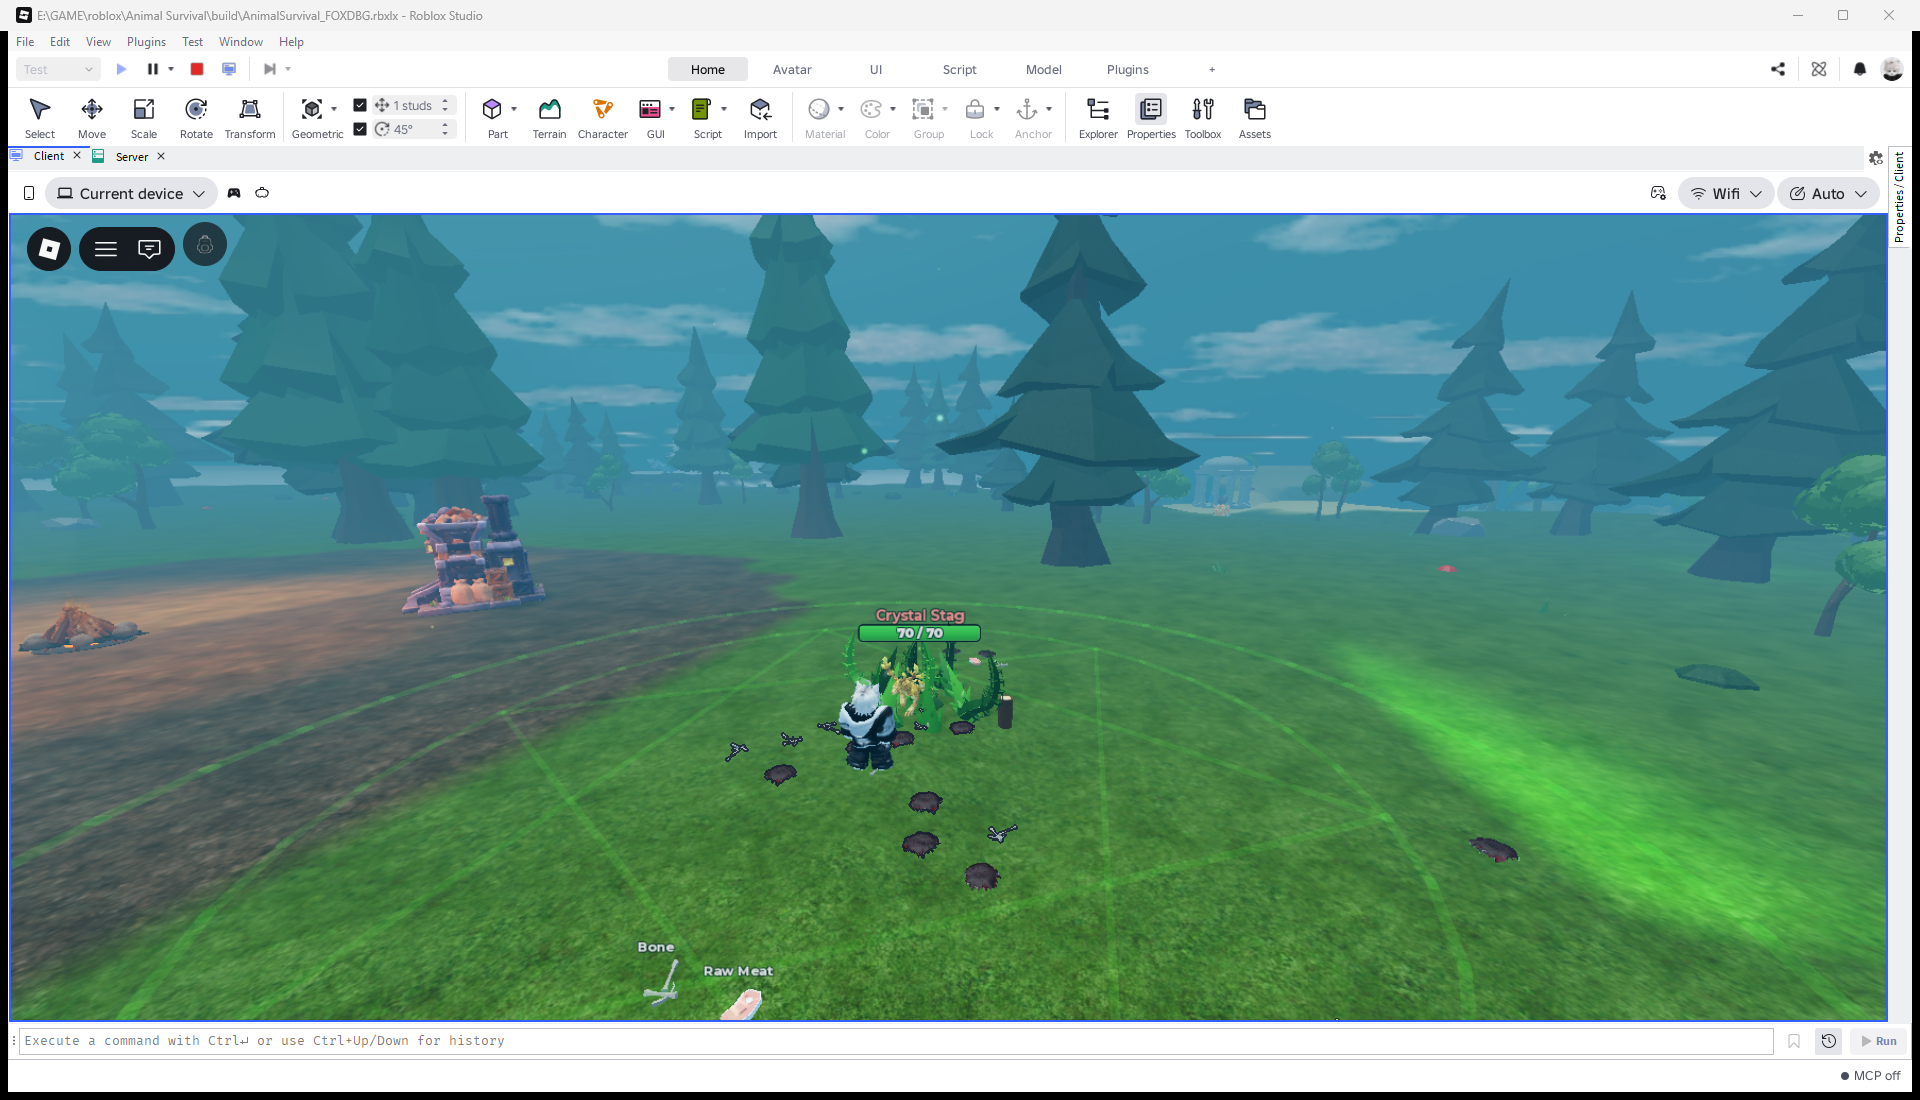 E:\GAME\roblox\Animal Survival\build\AnimalSurvival_FOXDBG.rbxlx - Roblox Studio
File Edit View Plugins Test Window Help
Test
Home Avatar UI Script Model Plugins +
1 studs
45°
Select Move Scale Rotate Transform Geometric Part Terrain Character GUI Script Import Material Color Group Lock Anchor Explorer Properties Toolbox Assets
Client Server
Current device
Wifi Auto
Properties / Client
Crystal Stag
70 / 70
Bone
Raw Meat
Execute a command with Ctrl↵ or use Ctrl+Up/Down for history
Run
MCP off